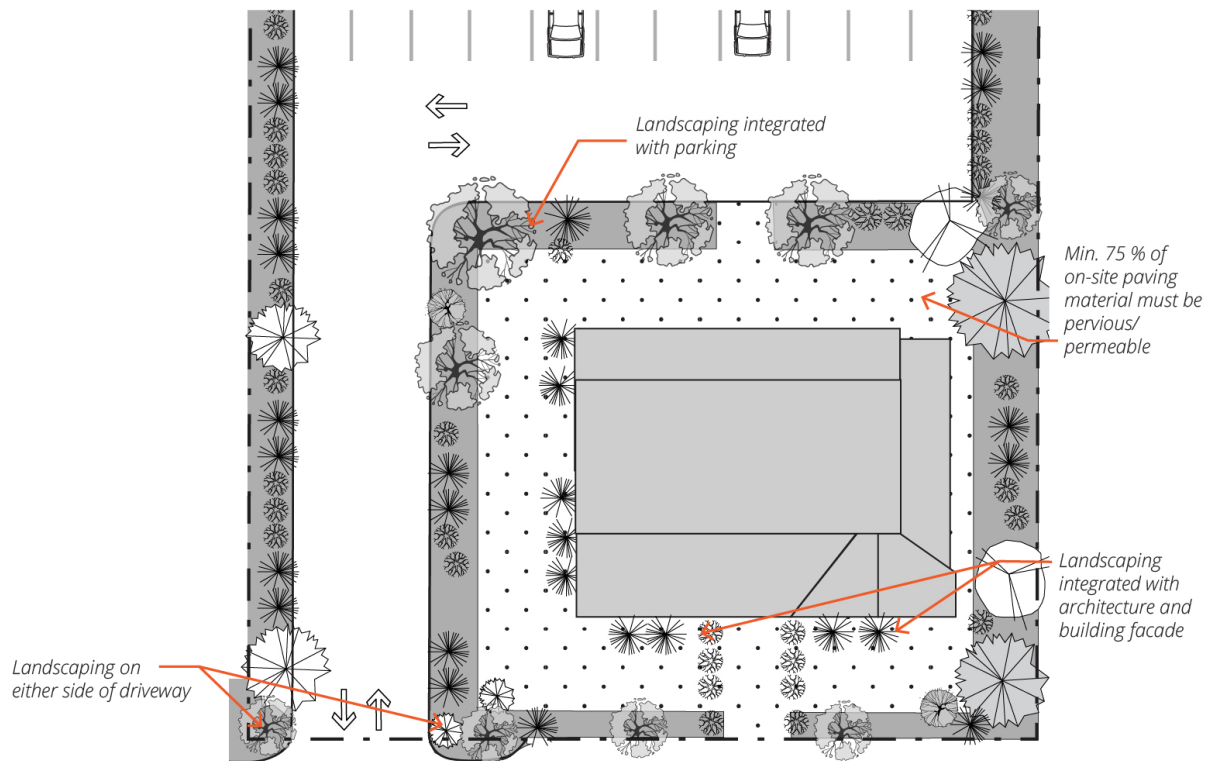 Landscaping integrated
with parking
Min. 75 % of
on-site paving
material must be
pervious/
permeable
Landscaping
integrated with
architecture and
building facade
Landscaping on
either side of driveway